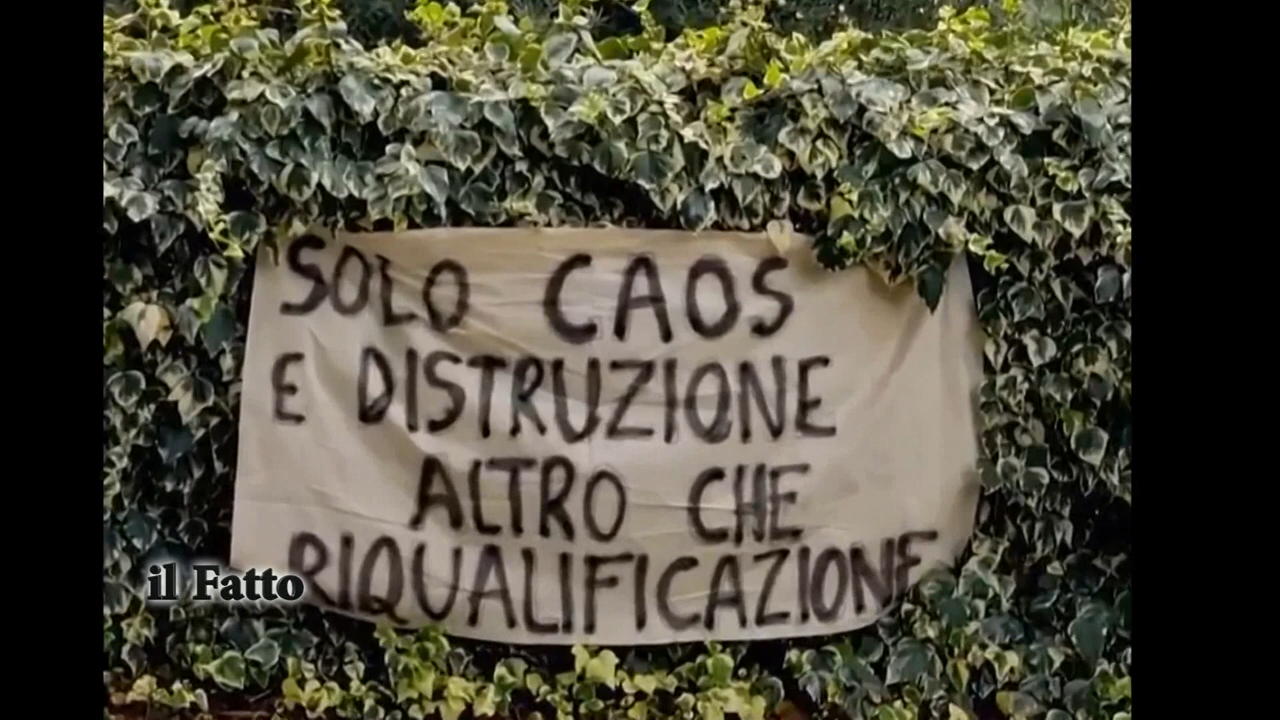 SOLO CAOS
E DISTRUZIONE
ALTRO CHE
RIQUALIFICAZIONE
il Fatto